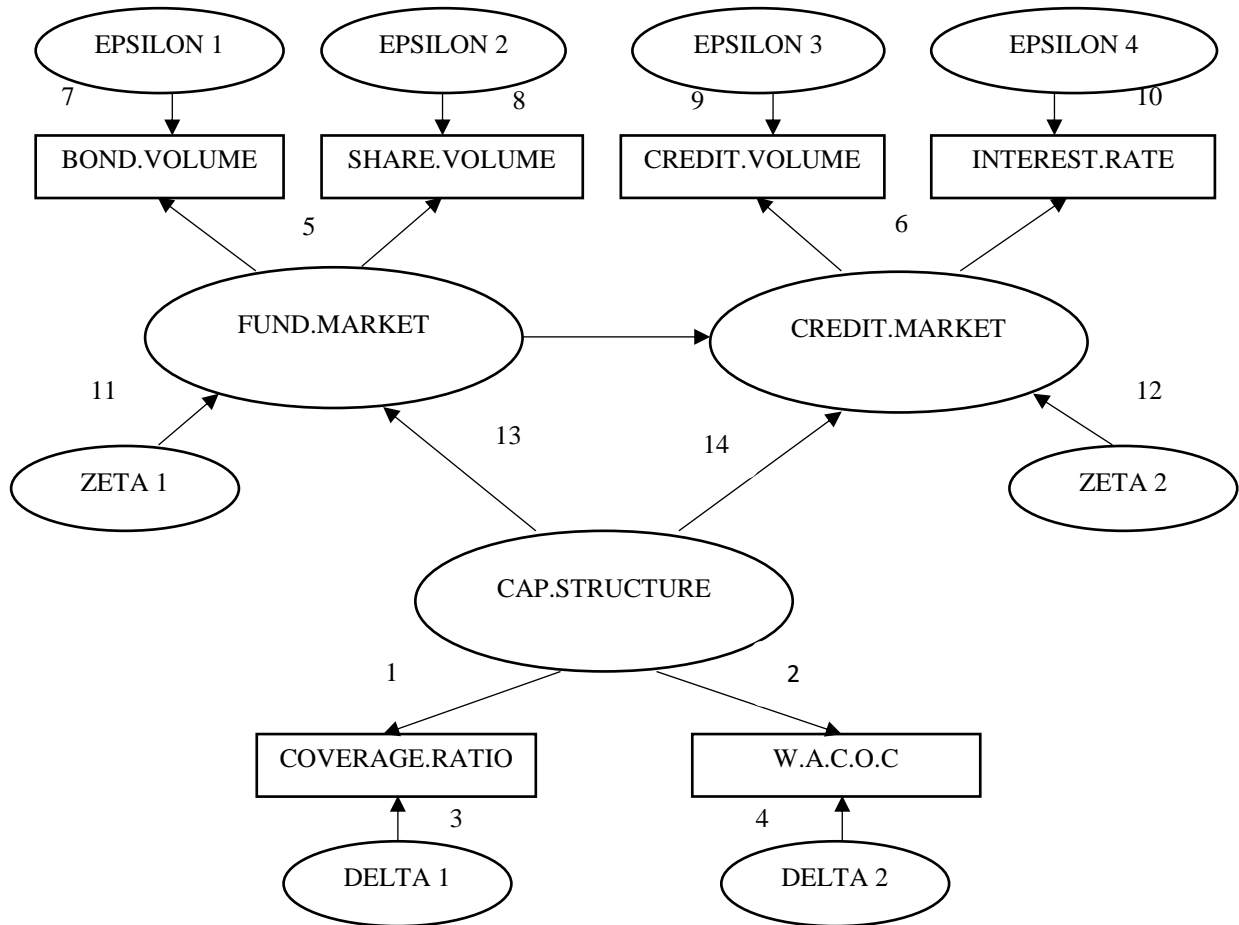 EPSILON 1
EPSILON 2
EPSILON 3
EPSILON 4
7
8
9
10
BOND.VOLUME
SHARE.VOLUME
CREDIT.VOLUME
INTEREST.RATE
5
6
FUND.MARKET
CREDIT.MARKET
11
12
13
14
ZETA 1
ZETA 2
CAP.STRUCTURE
1
2
COVERAGE.RATIO
W.A.C.O.C
3
4
DELTA 1
DELTA 2